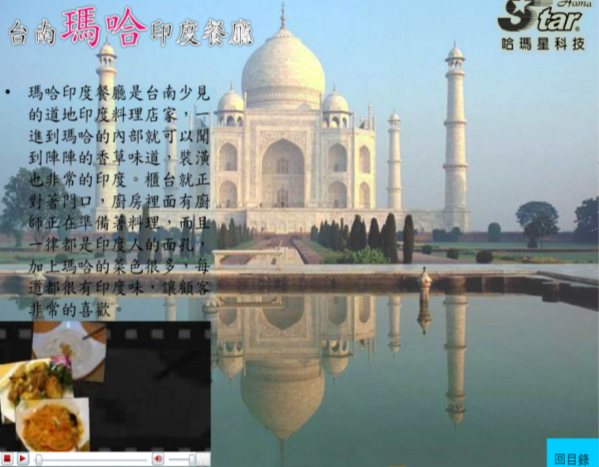 台南瑪哈印度餐廳
Hama
3Star
哈瑪星科技
• 瑪哈印度餐廳是台南少見
的道地印度料理店家，一
進到瑪哈的內部就可以聞
到陣陣的香草味道，裝潢
也非常的印度。櫃台就正
對著門口，廚房裡面有廚
師正在準備著料理，而且
一律都是印度人的面孔，
加上瑪哈的菜色很多，每
道都很有印度味，讓顧客
非常的喜歡。
回目錄